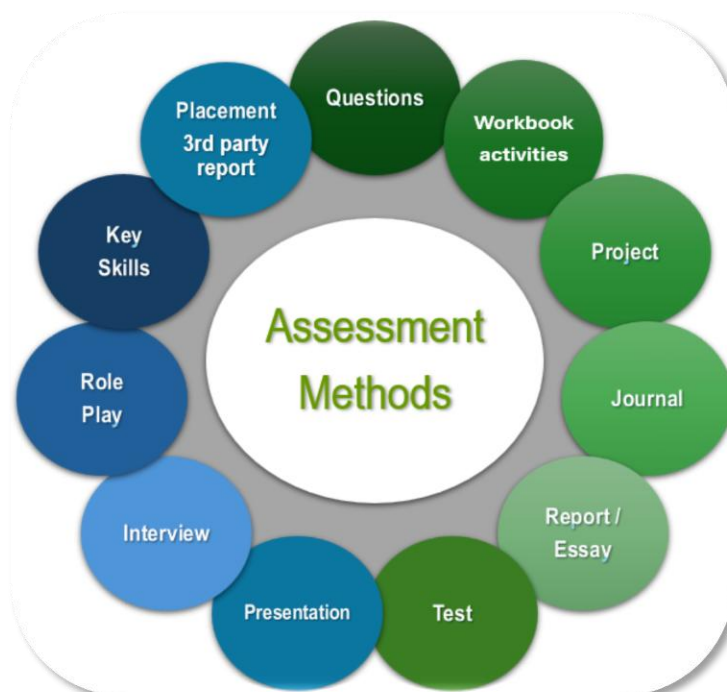 Assessment
Methods
Questions
Workbook
activities
Project
Journal
Report /
Essay
Test
Presentation
Interview
Role
Play
Key
Skills
Placement
3rd party
report